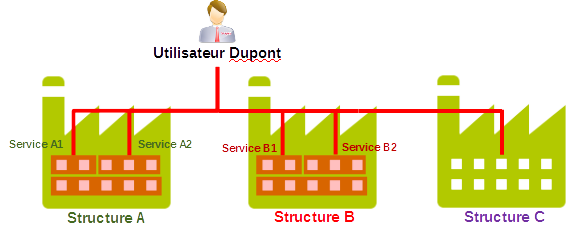 Utilisateur Dupont
Service A1
Service A2
Service B1
Service B2
Structure A
Structure B
Structure C